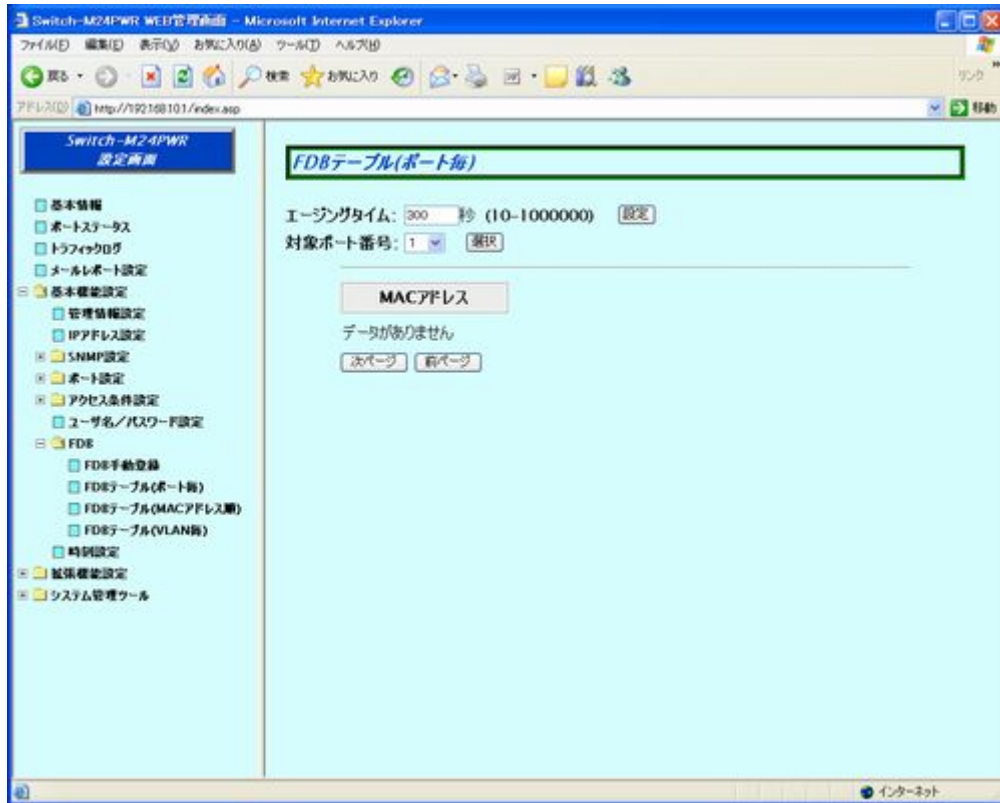 Switch-M24PWR WEB管理画面 - Microsoft Internet Explorer
ファイル(F) 編集(E) 表示(V) お気に入り(A) ツール(T) ヘルプ(H)
戻る 検索 お気に入り リンク
アドレス(D) http://192168101/index.asp 移動
Switch-M24PWR
設定画面
基本情報
ポートステータス
トラフィックログ
メールレポート設定
基本機能設定
管理情報設定
IPアドレス設定
SNMP設定
ポート設定
アクセス条件設定
ユーザ名/パスワード設定
FDB
FDB手動登録
FDBテーブル(ポート毎)
FDBテーブル(MACアドレス順)
FDBテーブル(VLAN毎)
時刻設定
拡張機能設定
システム管理ツール
FDBテーブル(ポート毎)
エージングタイム: 300 秒 (10-1000000) 設定
対象ポート番号: 1 選択
MACアドレス
データがありません
次ページ 前ページ
インターネット